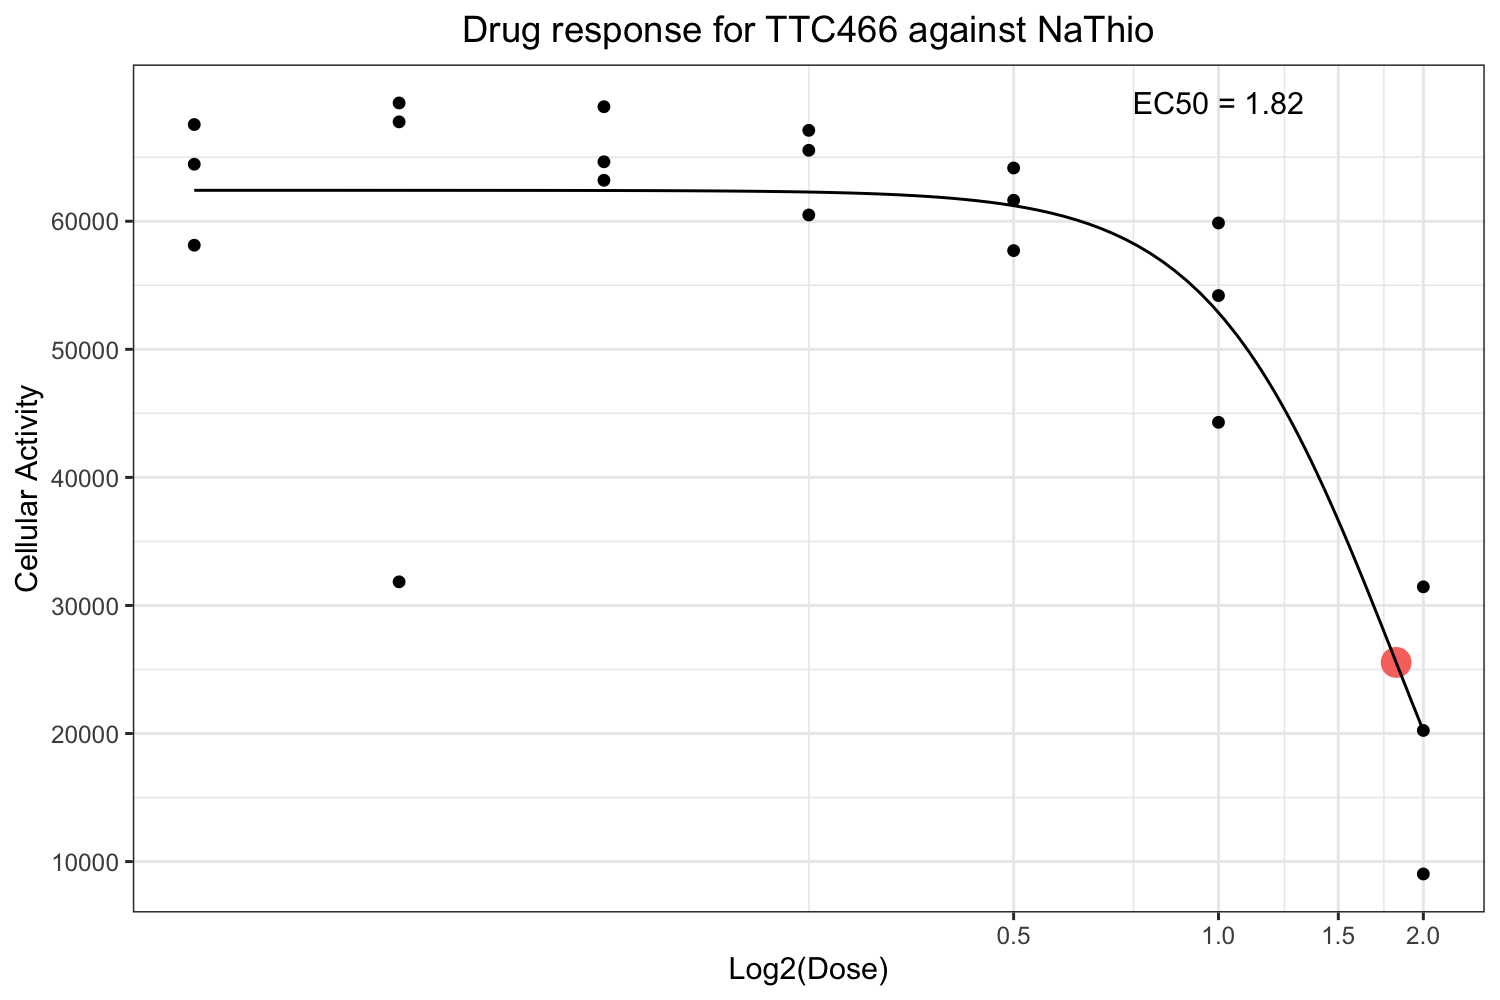 Drug response for TTC466 against NaThio
EC50 = 1.82
Cellular Activity
60000
50000
40000
30000
20000
10000
0.5 1.0 1.5 2.0
Log2(Dose)